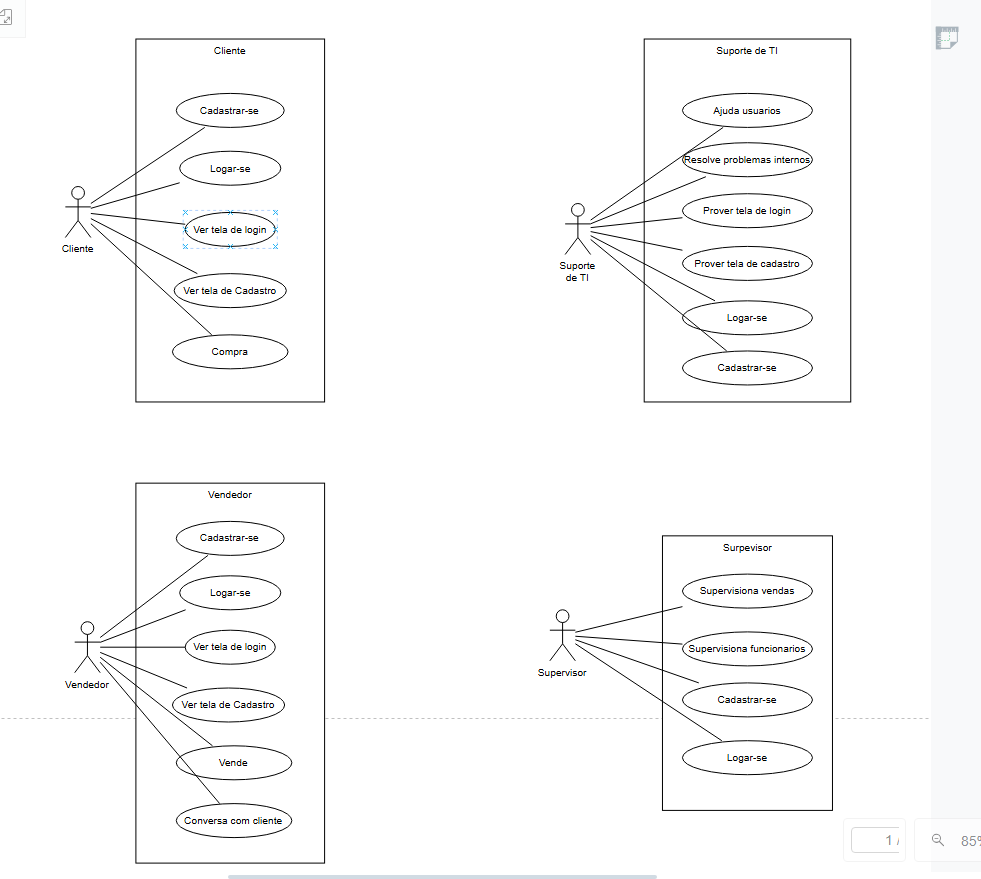 Cliente
Cadastrar-se
Logar-se
Ver tela de login
Ver tela de Cadastro
Compra
Cliente
Suporte de TI
Ajuda usuarios
Resolve problemas internos
Prover tela de login
Prover tela de cadastro
Logar-se
Cadastrar-se
Suporte
de TI
Vendedor
Cadastrar-se
Logar-se
Ver tela de login
Ver tela de Cadastro
Vende
Conversa com cliente
Vendedor
Surpevisor
Supervisiona vendas
Supervisiona funcionarios
Cadastrar-se
Logar-se
Supervisor
1 /
85%